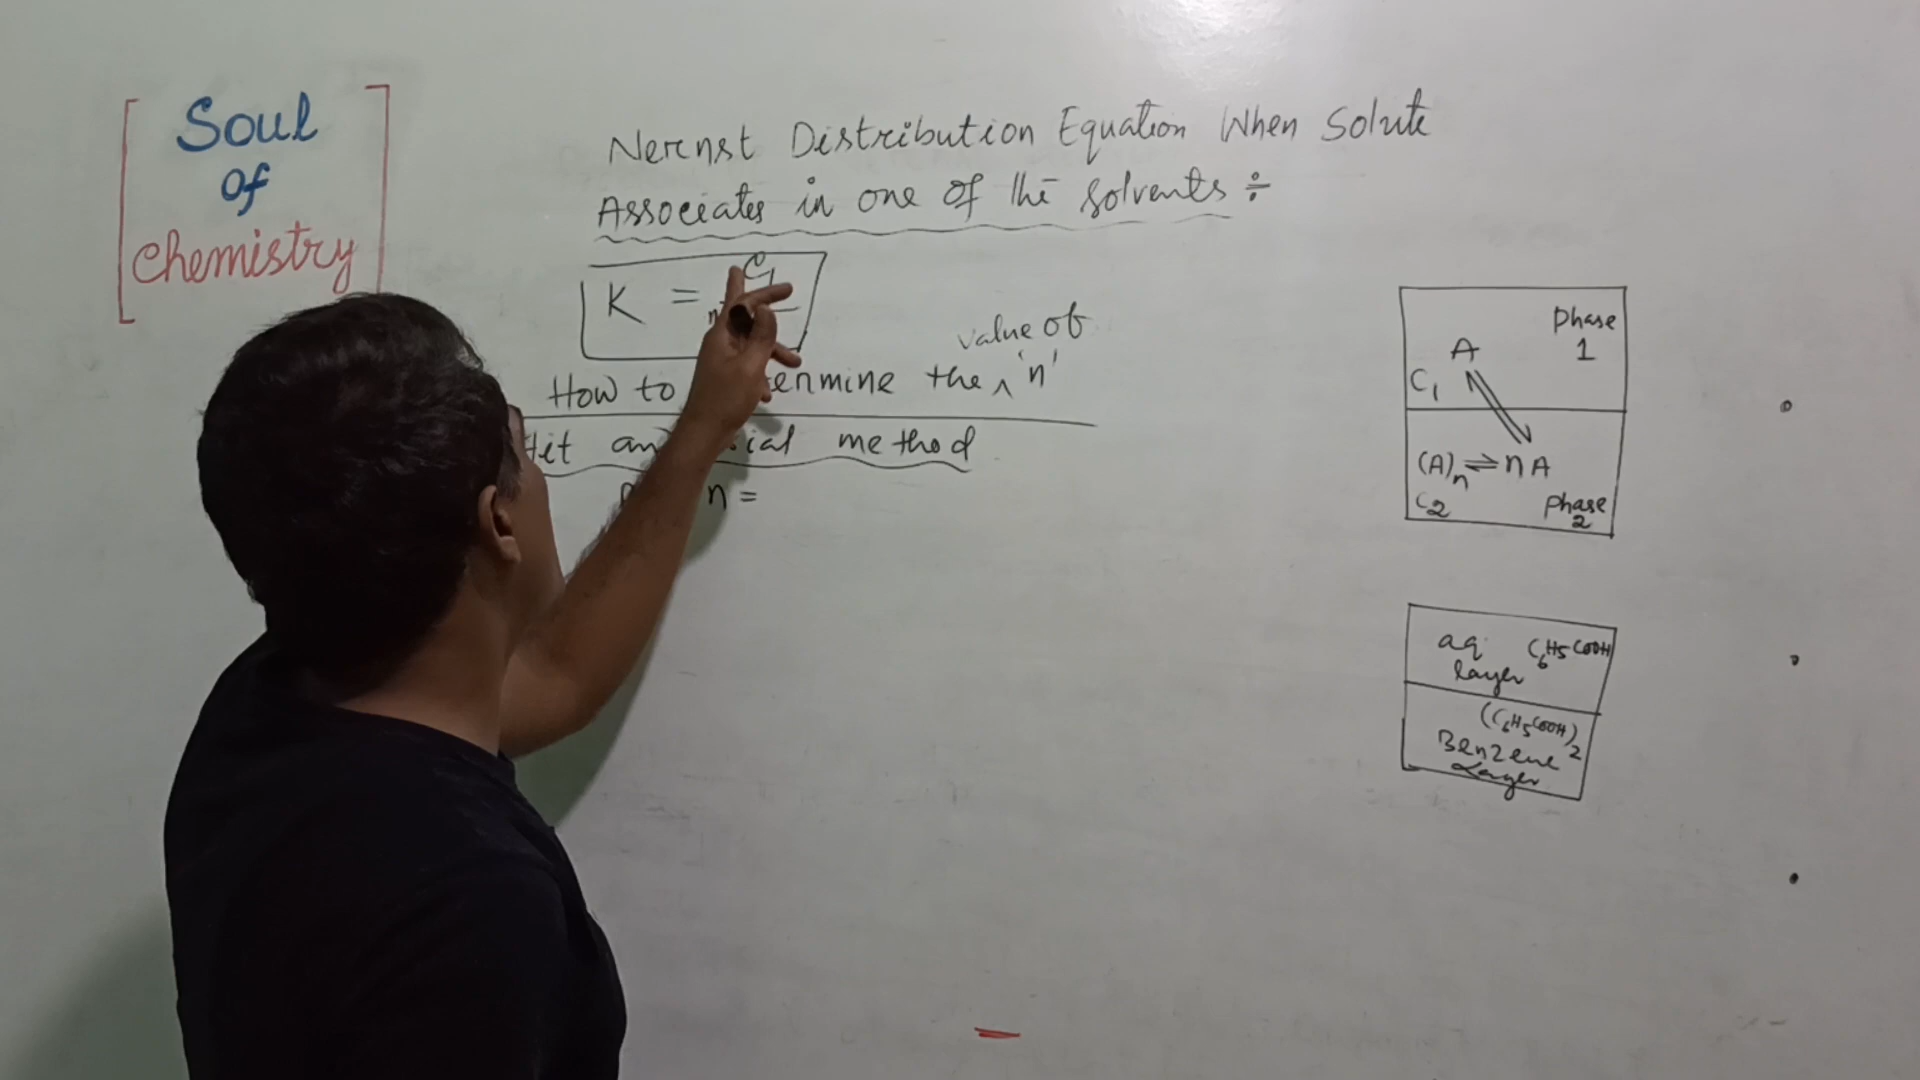 Soul
of
Chemistry
Nernst Distribution Equation When Solute
Associates in one of the solvents ÷
K = C1
n
value of
How to the ^ 'n'
method
n =
Phase
1
A
C1
(A)n ⇌ nA
C2
Phase
2
aq C6H5COOH
layer
(C6H5COOH)2
Benzene
Layer